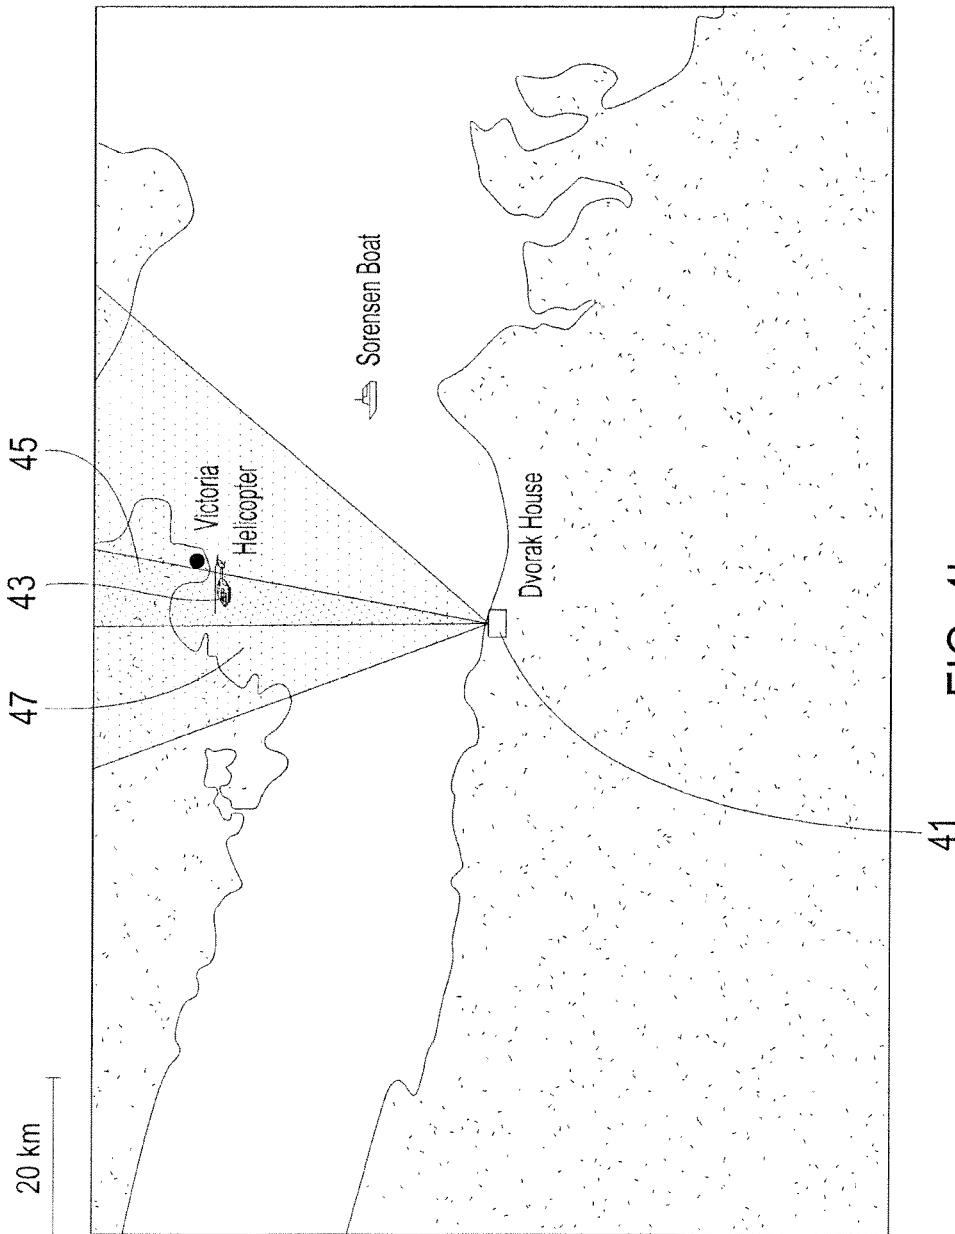 20 km
47
43
45
Victoria
Helicopter
Sorensen Boat
Dvorak House
41